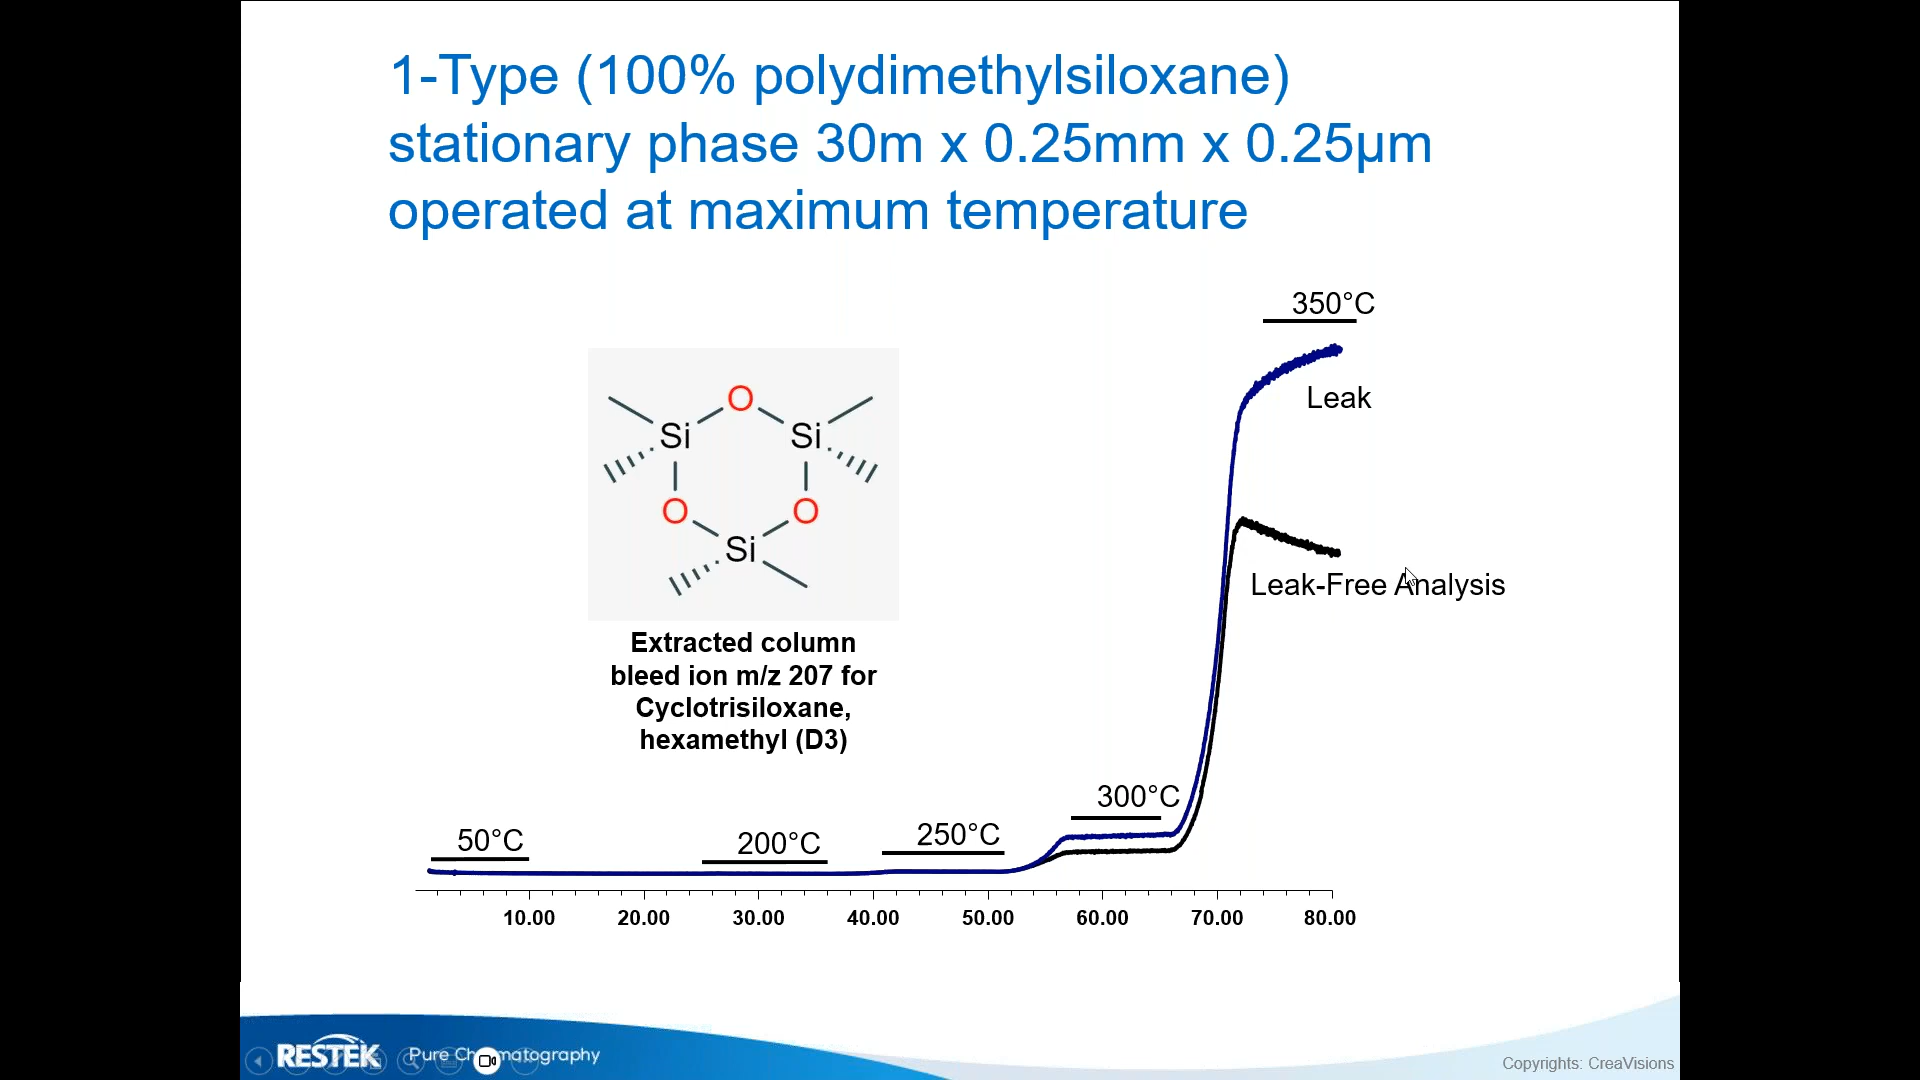 1-Type (100% polydimethylsiloxane)
stationary phase 30m x 0.25mm x 0.25µm
operated at maximum temperature
350°C
Leak
Leak-Free Analysis
O
Si
Si
O
O
Si
Extracted column
bleed ion m/z 207 for
Cyclotrisiloxane,
hexamethyl (D3)
300°C
50°C
200°C
250°C
10.00
20.00
30.00
40.00
50.00
60.00
70.00
80.00
RESTEK Pure Chromatography
Copyrights: CreaVisions